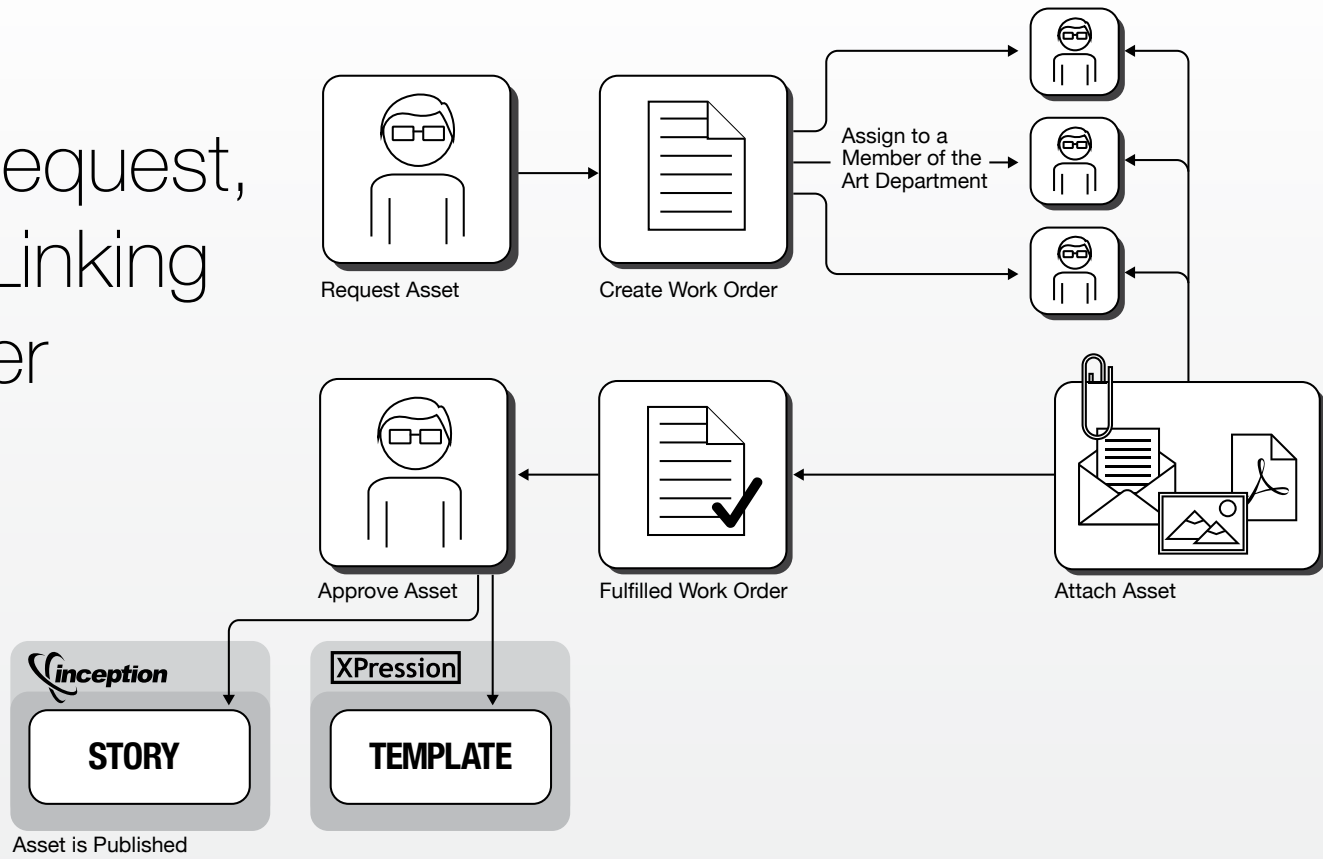 equest,
Linking
er
Request Asset
Create Work Order
Assign to a
Member of the
Art Department
Approve Asset
Fulfilled Work Order
Attach Asset
inception
XPression
STORY
TEMPLATE
Asset is Published